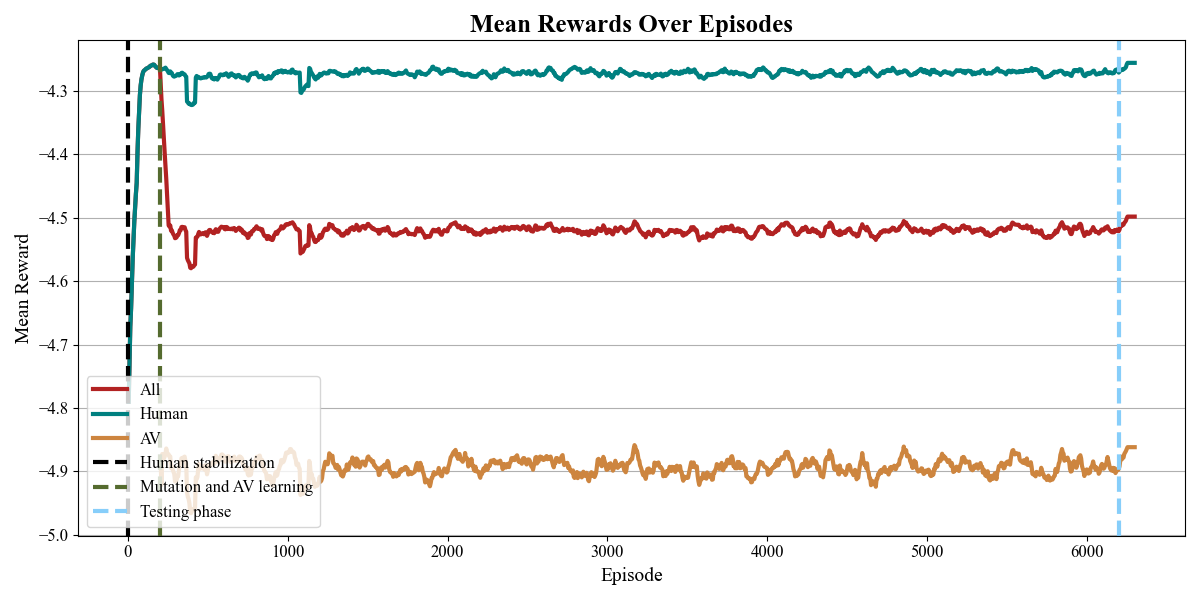 Mean Rewards Over Episodes
Mean Reward
−4.3
−4.4
−4.5
−4.6
−4.7
−4.8
−4.9
−5.0
All
Human
AV
Human stabilization
Mutation and AV learning
Testing phase
0 1000 2000 3000 4000 5000 6000
Episode